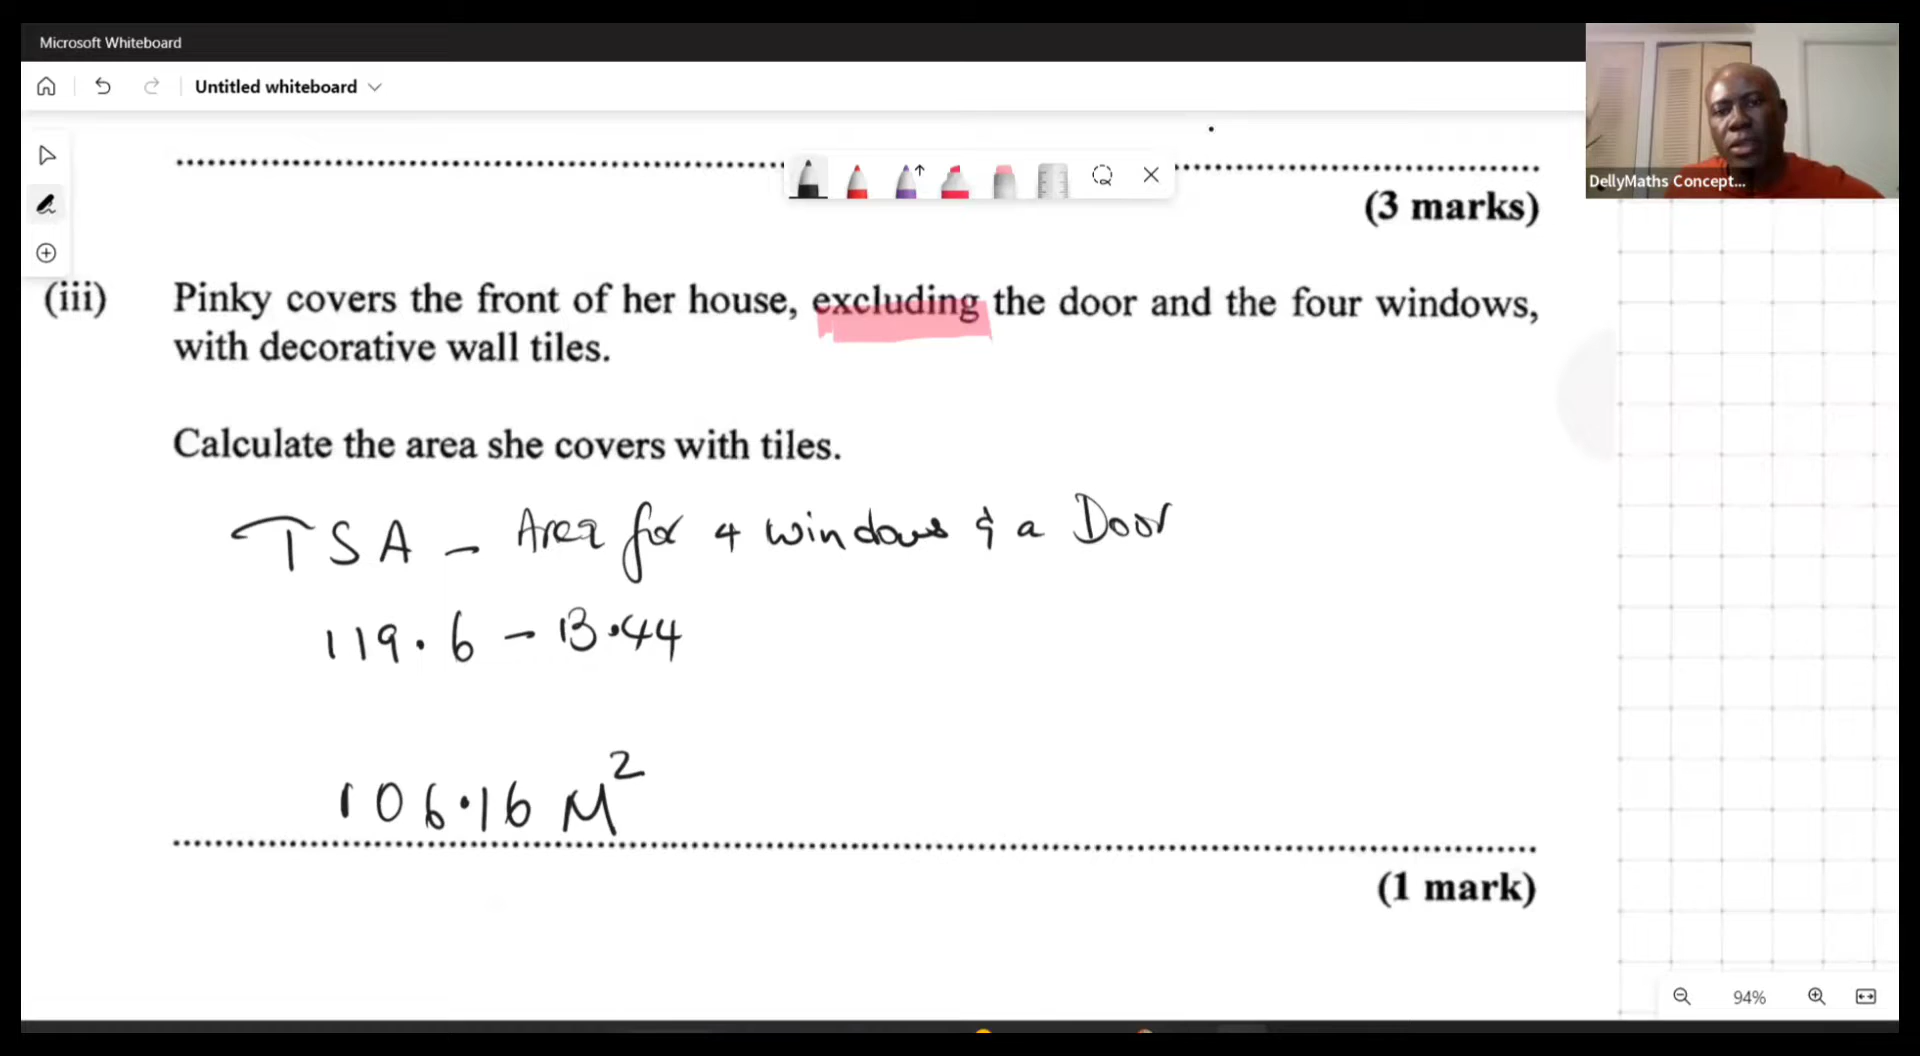 Microsoft Whiteboard
Untitled whiteboard
DellyMaths Concept...
(3 marks)
(iii) Pinky covers the front of her house, excluding the door and the four windows,
with decorative wall tiles.
Calculate the area she covers with tiles.
TSA - Area for 4 windows & a Door
119.6 - 13.44
106.16 M²
(1 mark)
94%